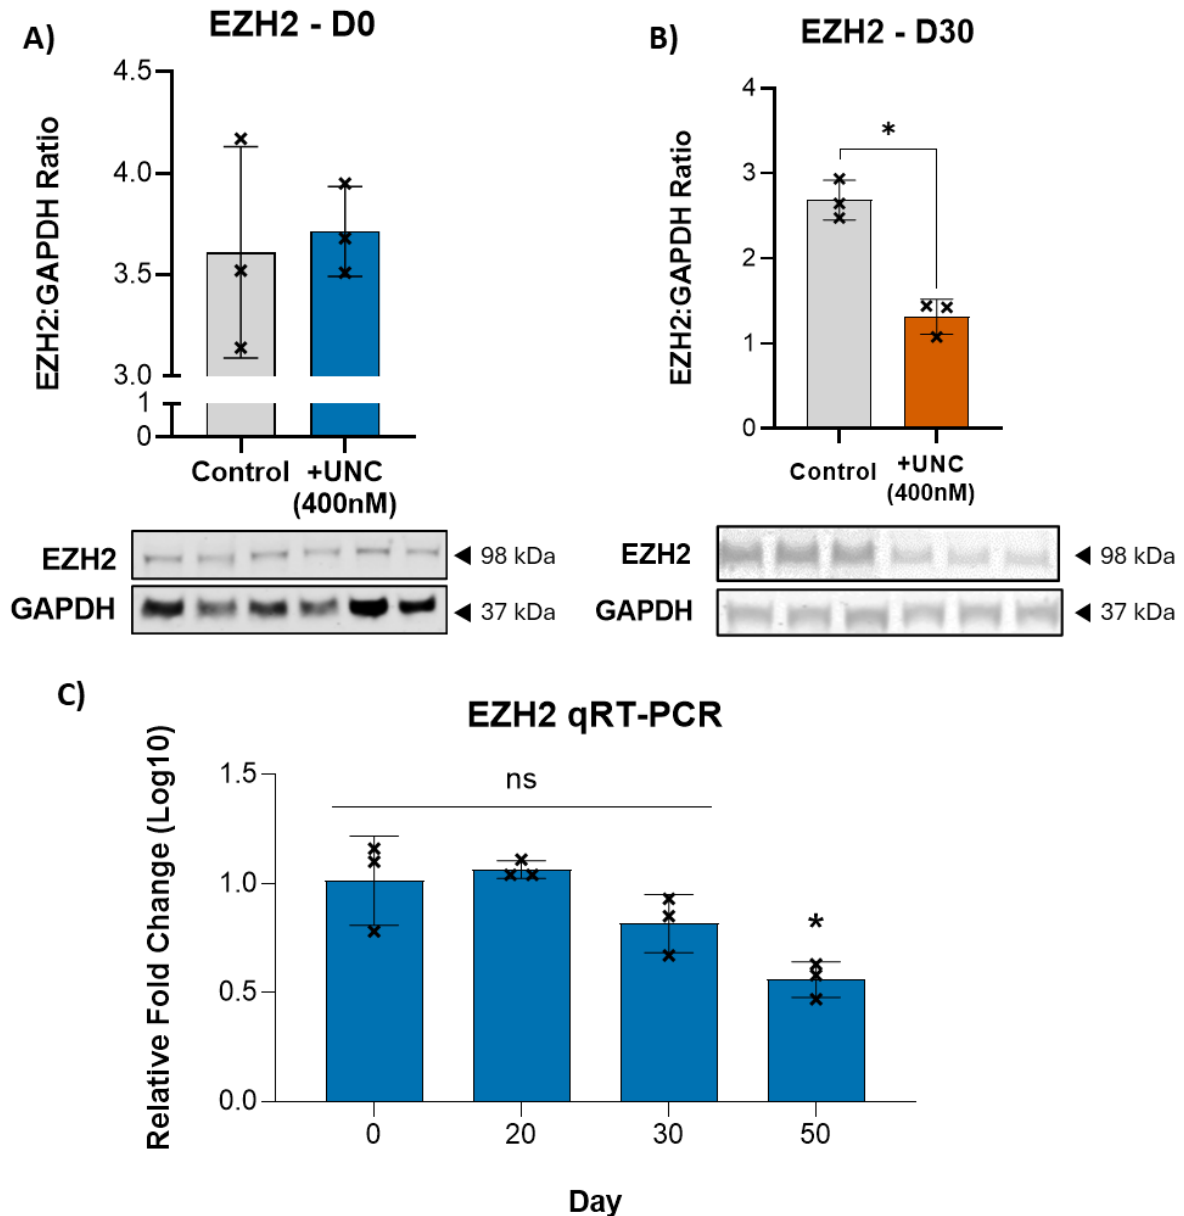 A)
EZH2 - D0
EZH2:GAPDH Ratio
4.5
4.0
3.5
3.0
1
0
Control +UNC
(400nM)
EZH2
98 kDa
GAPDH
37 kDa
B)
EZH2 - D30
EZH2:GAPDH Ratio
4
3
2
1
0
*
Control
+UNC
(400nM)
EZH2
98 kDa
GAPDH
37 kDa
C)
EZH2 qRT-PCR
Relative Fold Change (Log10)
1.5
1.0
0.5
0.0
ns
*
0 20 30 50
Day